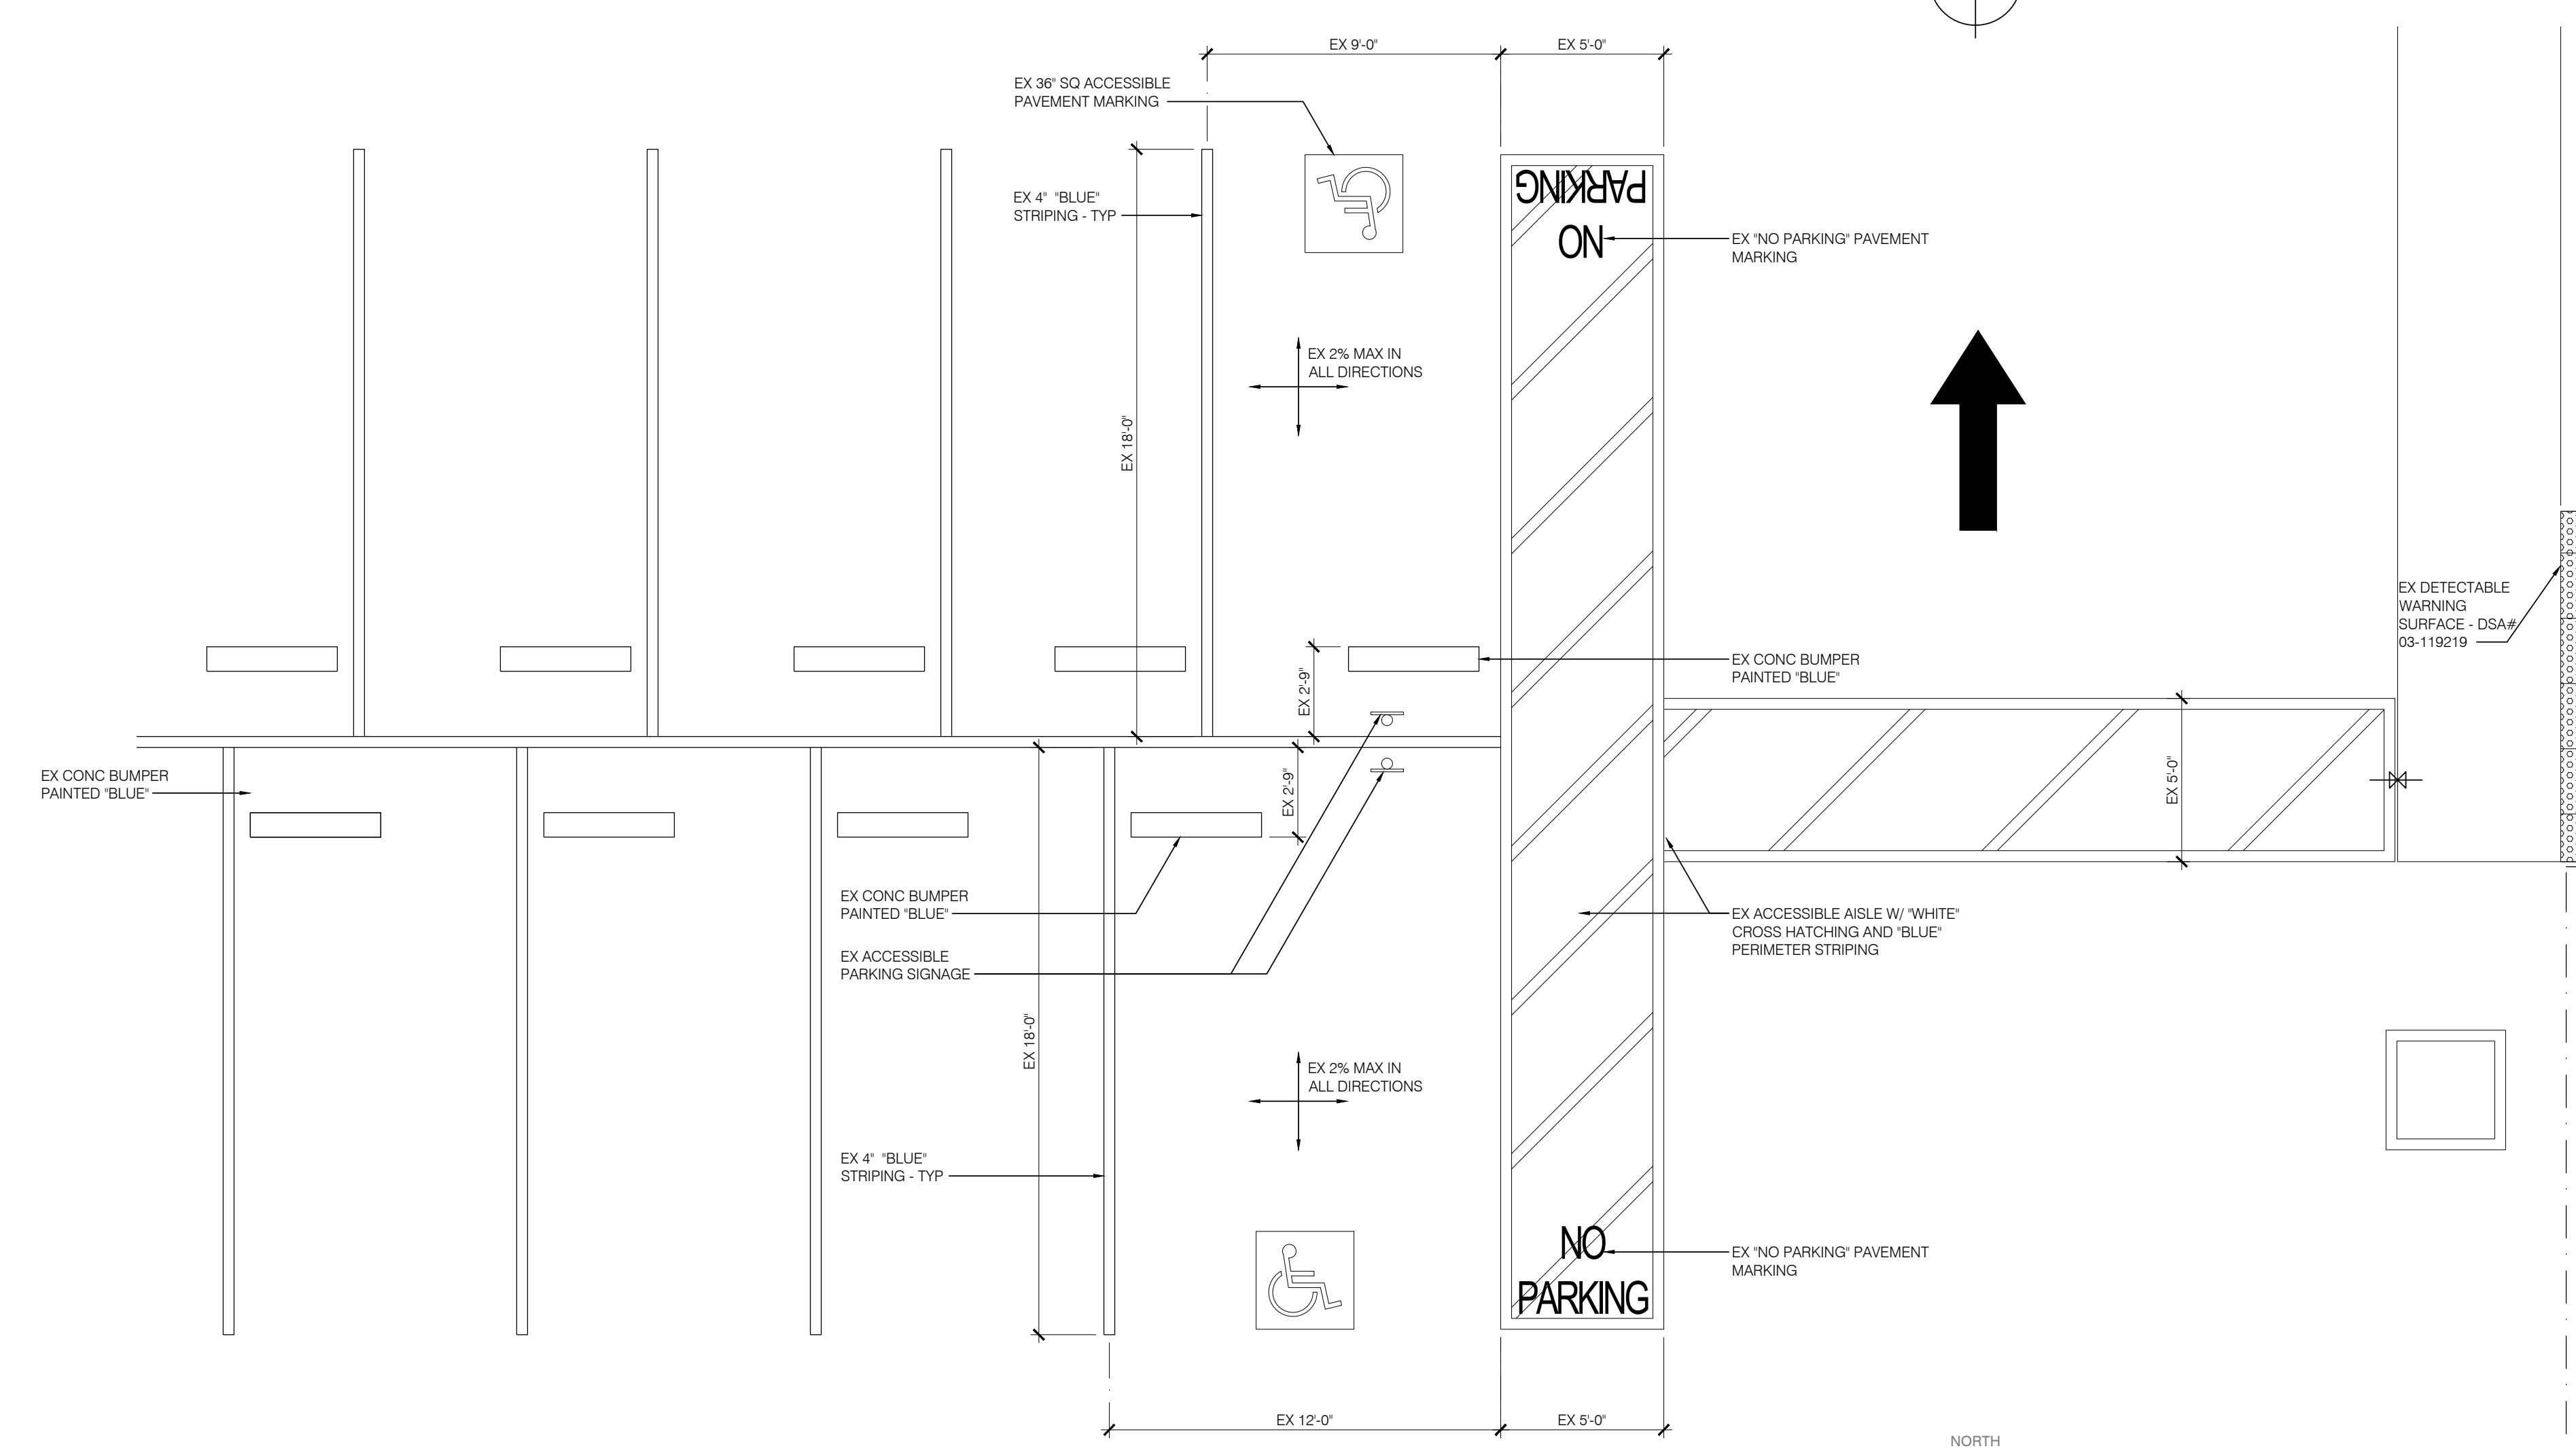 EX 9'-0"
EX 5'-0"
EX 36" SQ ACCESSIBLE
PAVEMENT MARKING
EX 4"  "BLUE"
STRIPING - TYP
PARKING
NO
EX "NO PARKING" PAVEMENT
MARKING
EX 2% MAX IN
ALL DIRECTIONS
EX 18'-0"
EX DETECTABLE
WARNING
SURFACE - DSA#
03-119219
EX 2'-9"
EX CONC BUMPER
PAINTED "BLUE"
EX CONC BUMPER
PAINTED "BLUE"
EX 2'-9"
EX 5'-0"
EX CONC BUMPER
PAINTED "BLUE"
EX ACCESSIBLE
PARKING SIGNAGE
EX ACCESSIBLE AISLE W/ "WHITE"
CROSS HATCHING AND "BLUE"
PERIMETER STRIPING
EX 18'-0"
EX 2% MAX IN
ALL DIRECTIONS
EX 4"  "BLUE"
STRIPING - TYP
NO
PARKING
EX "NO PARKING" PAVEMENT
MARKING
EX 12'-0"
EX 5'-0"
NORTH